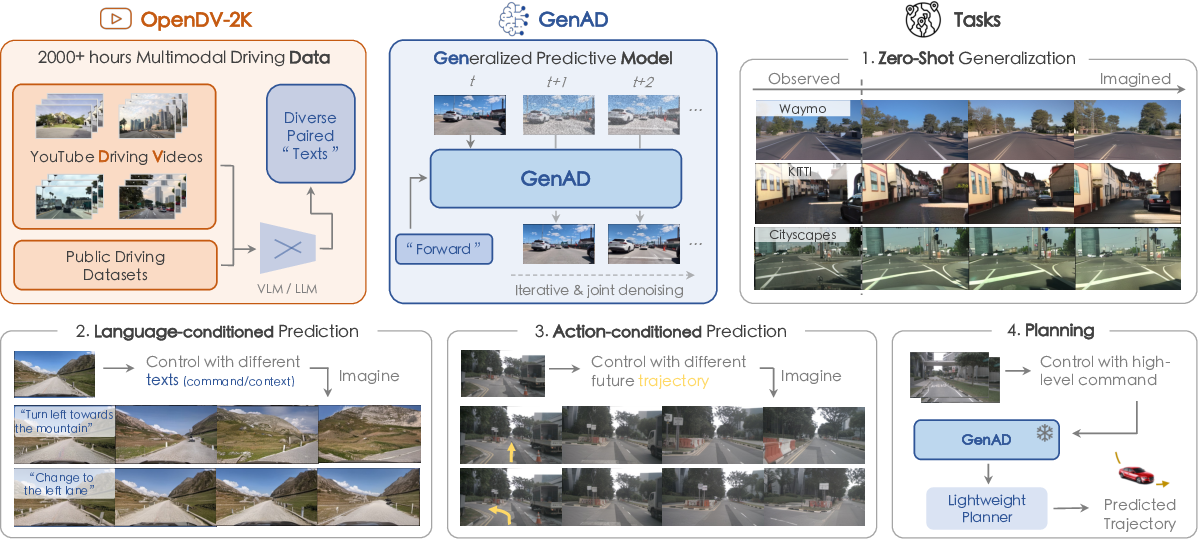 OpenDV-2K
2000+ hours Multimodal Driving Data
YouTube Driving Videos
Public Driving
Datasets
Diverse
Paired
“ Texts ”
VLM / LLM
GenAD
Generalized Predictive Model
t
t+1
t+2
...
GenAD
“ Forward ”
...
Iterative & joint denoising
Tasks
1. Zero-Shot Generalization
Observed
Imagined
Waymo
KITTI
Cityscapes
2. Language-conditioned Prediction
Control with different
texts (command/context)
Imagine
“Turn left towards
the mountain”
“Change to
the left lane”
3. Action-conditioned Prediction
Control with different
future trajectory
Imagine
4. Planning
Control with high-
level command
GenAD
Lightweight
Planner
Predicted
Trajectory